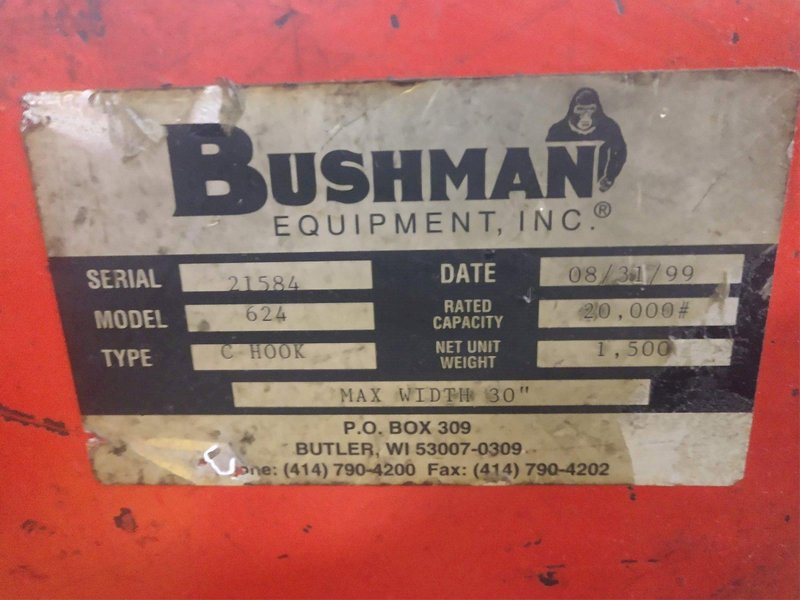 BUSHMAN
EQUIPMENT, INC.®
SERIAL 21584 DATE 08/31/99
MODEL 624 RATED CAPACITY 20,000#
TYPE C HOOK NET UNIT WEIGHT 1,500
MAX WIDTH 30"
P.O. BOX 309
BUTLER, WI 53007-0309
one: (414) 790-4200 Fax: (414) 790-4202